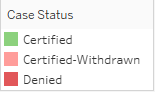 Case Status
Certified
Certified-Withdrawn
Denied